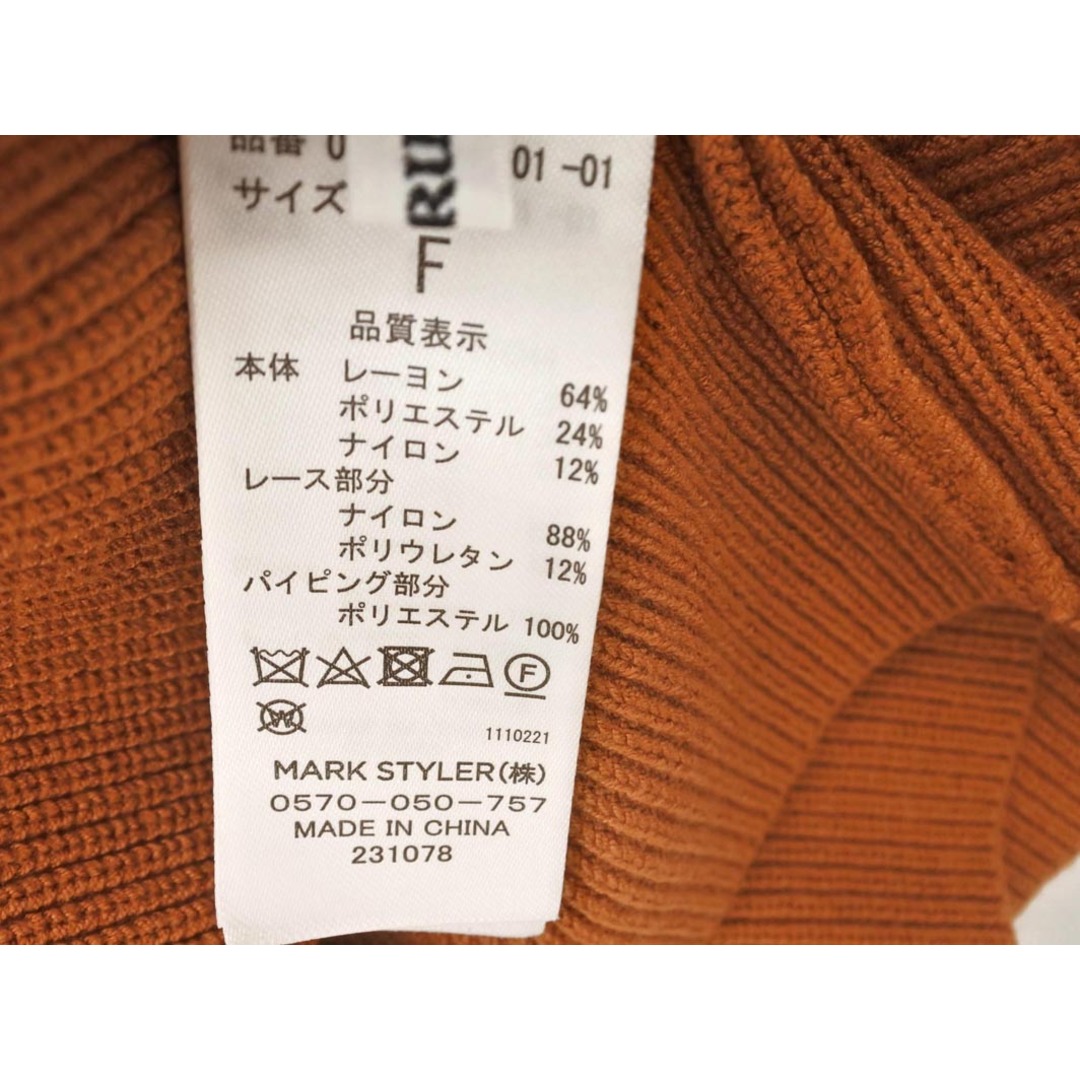 品番 0 01 -01
サイズ
RU
F
品質表示
本体 レーヨン 64%
ポリエステル 24%
ナイロン 12%
レース部分
ナイロン 88%
ポリウレタン 12%
パイピング部分
ポリエステル 100%
F
W
1110221
MARK STYLER(株)
0570-050-757
MADE IN CHINA
231078